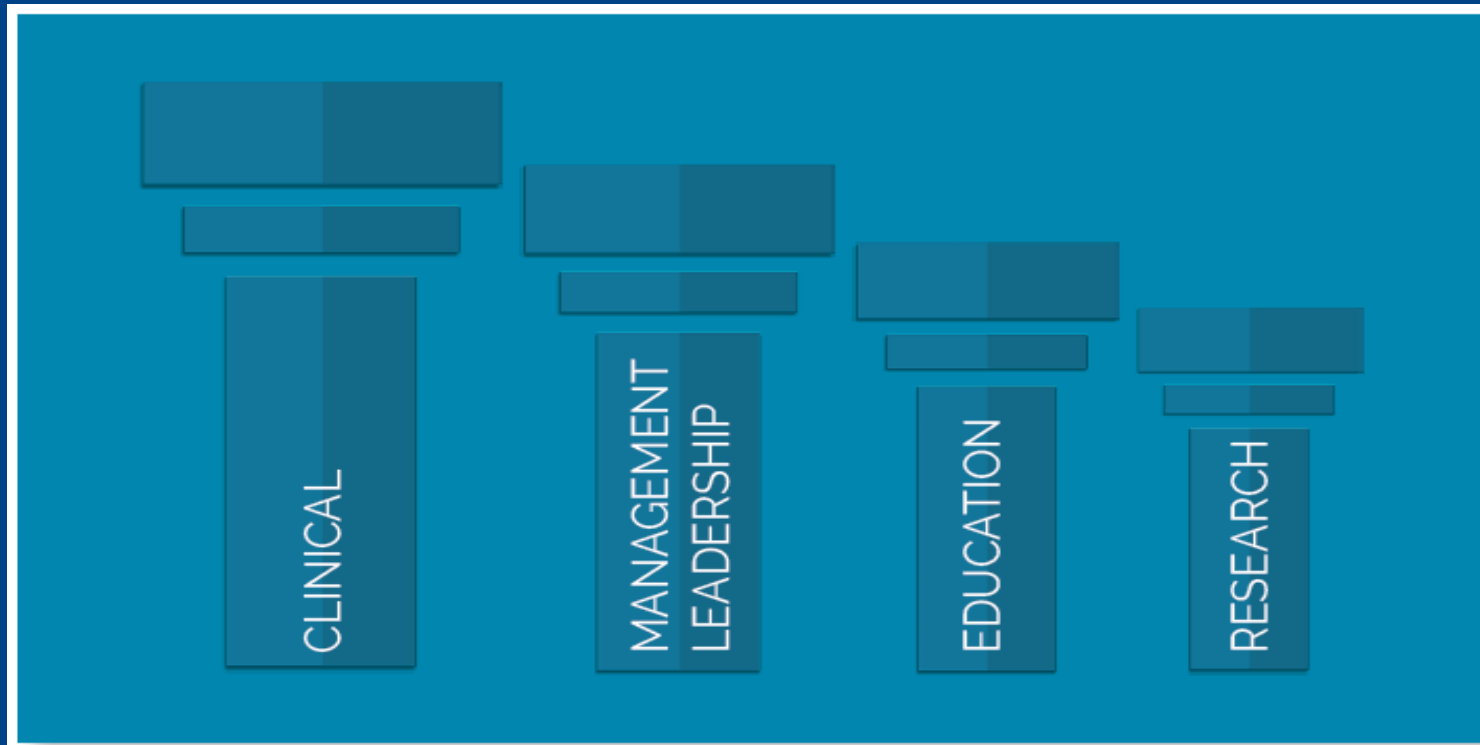 CLINICAL
MANAGEMENT
LEADERSHIP
EDUCATION
RESEARCH